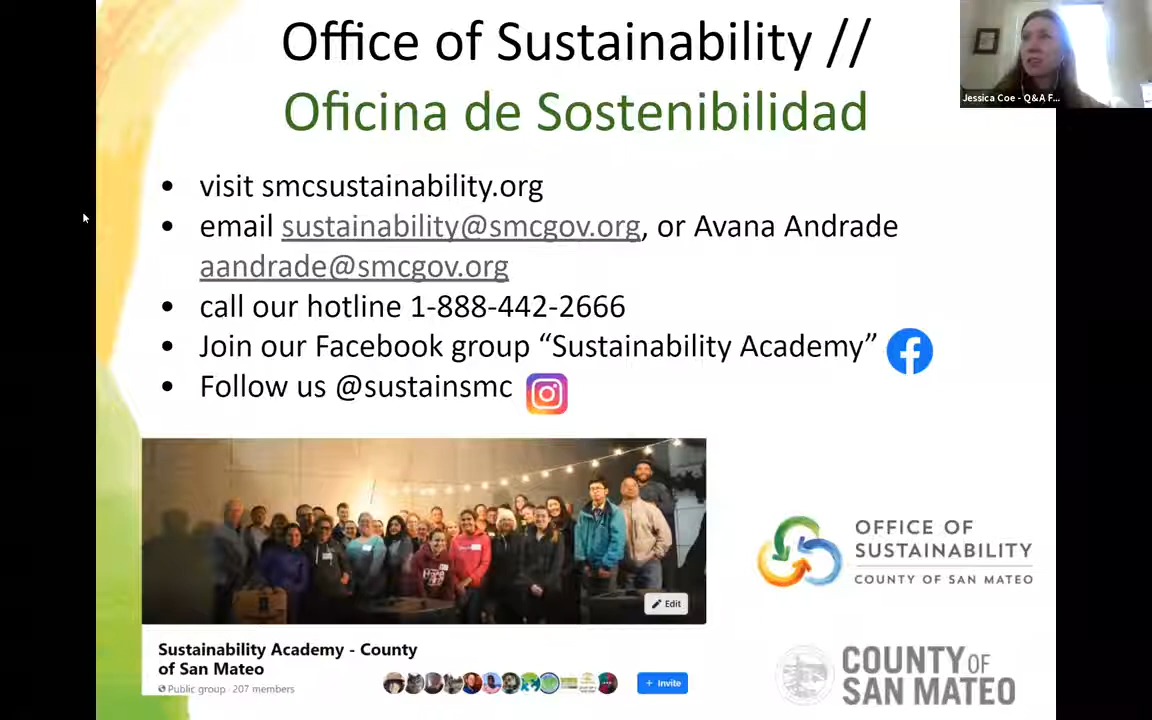 Office of Sustainability //
Oficina de Sostenibilidad
Jessica Coe - Q&A F...
• visit smcsustainability.org
• email sustainability@smcgov.org, or Avana Andrade
aandrade@smcgov.org
• call our hotline 1-888-442-2666
• Join our Facebook group “Sustainability Academy”
• Follow us @sustainsmc
Edit
Sustainability Academy - County
of San Mateo
Public group · 207 members
+ Invite
OFFICE OF
SUSTAINABILITY
COUNTY OF SAN MATEO
COUNTY OF
SAN MATEO